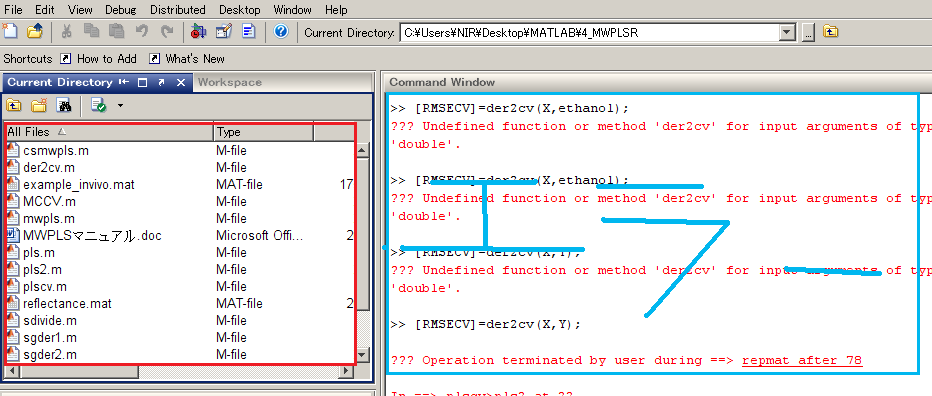 File Edit View Debug Distributed Desktop Window Help
Current Directory: C:¥Users¥NIR¥Desktop¥MATLAB¥4_MWPLSR
Shortcuts How to Add What's New
Current Directory
Workspace
All Files Type
csmwpls.m M-file
der2cv.m M-file
example_invivo.mat MAT-file 17
MCCV.m M-file
mwpls.m M-file
MWPLSマニュアル.doc Microsoft Offi... 2
pls.m M-file
pls2.m M-file
plscv.m M-file
reflectance.mat MAT-file 2
sdivide.m M-file
sgder1.m M-file
sgder2.m M-file
Command Window
>> [RMSECV]=der2cv(X,ethanol);
??? Undefined function or method 'der2cv' for input arguments of typ
'double'.
>> [RMSECV]=der2cv(X,ethanol);
??? Undefined function or method 'der2cv' for input arguments of typ
'double'.
>> [RMSECV]=der2cv(X,Y);
??? Undefined function or method 'der2cv' for input arguments of typ
'double'.
>> [RMSECV]=der2cv(X,Y);
??? Operation terminated by user during ==> repmat after 78
エラー